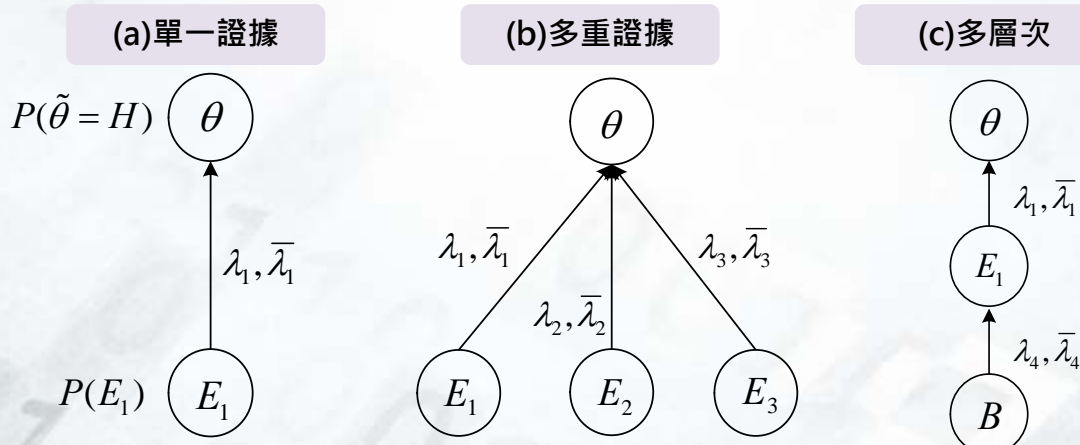 (a)單一證據
(b)多重證據
(c)多層次
P(θ̃ = H)
θ
θ
θ
λ₁, λ̄₁
λ₁, λ̄₁
λ₂, λ̄₂
λ₃, λ̄₃
λ₁, λ̄₁
E₁
λ₄, λ̄₄
P(E₁)
E₁
E₁
E₂
E₃
B